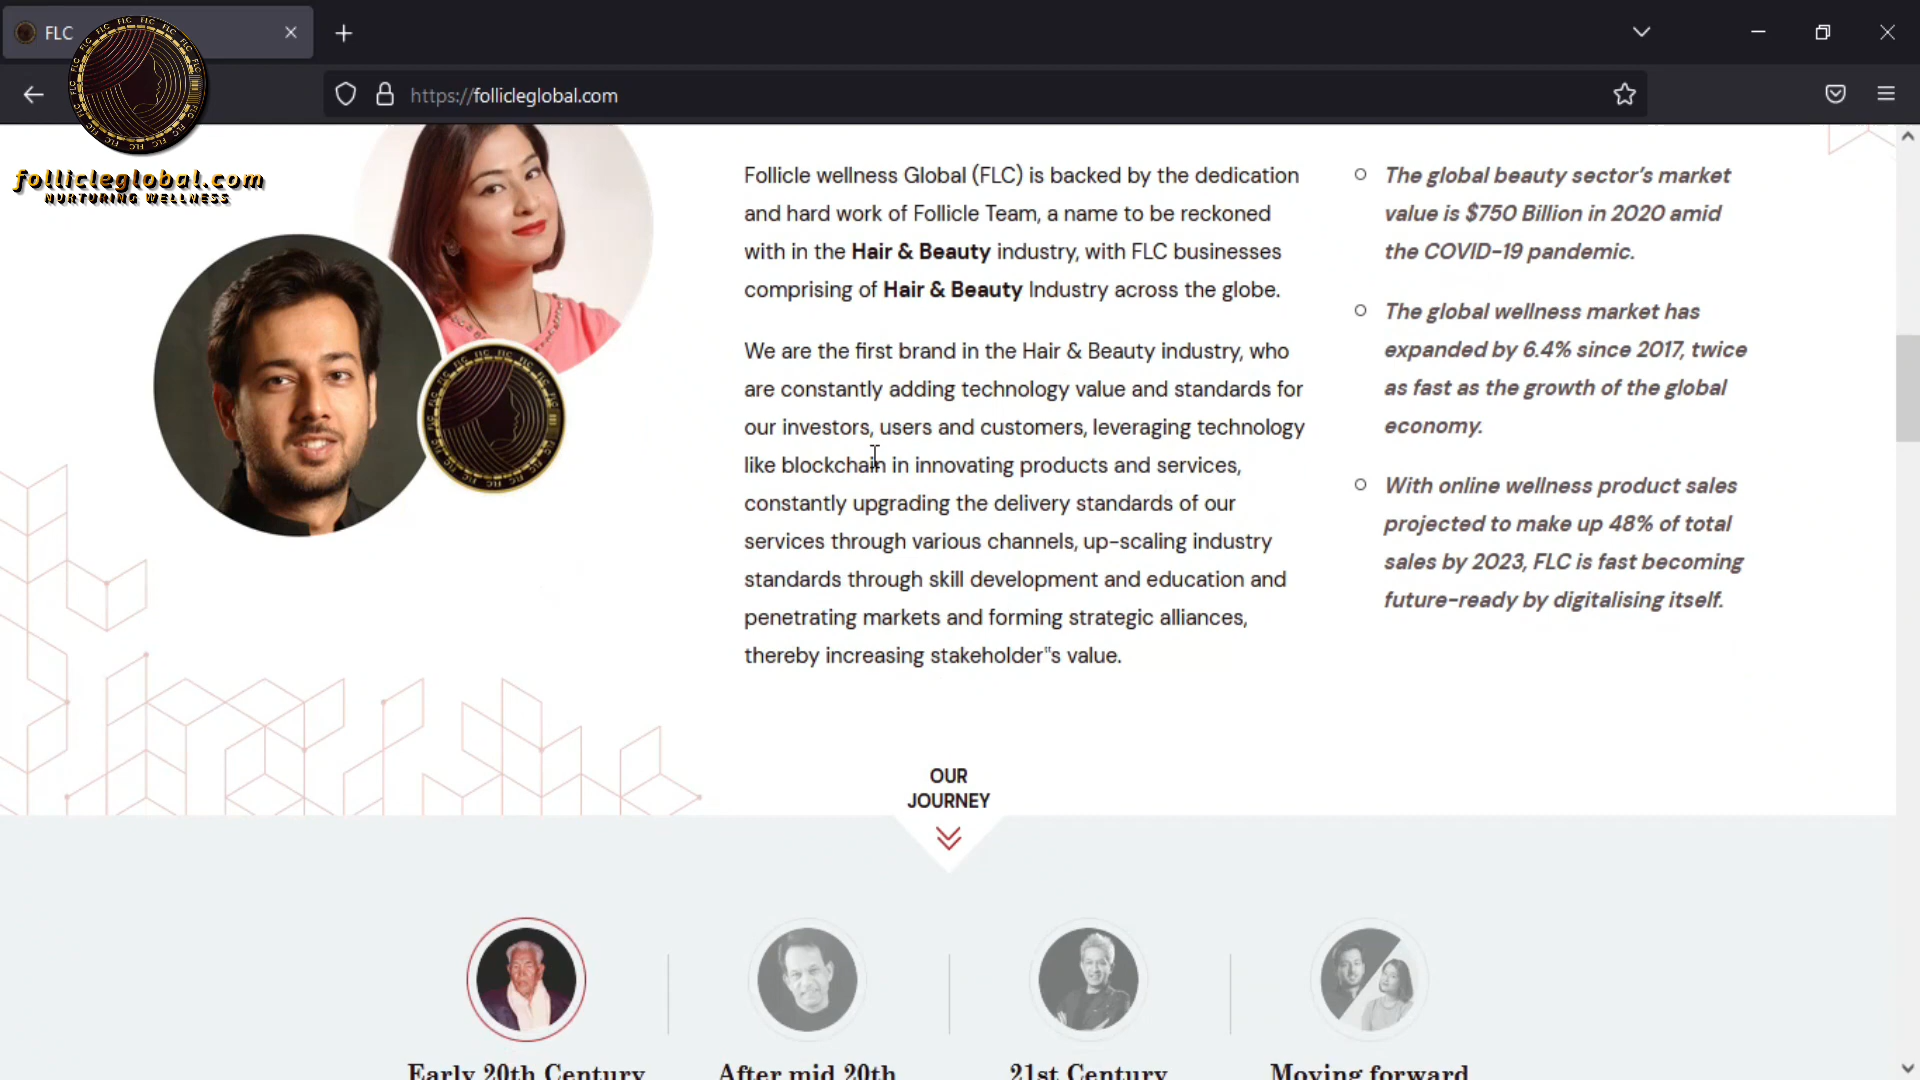 FLC
https://follicleglobal.com
follicleglobal.com
NURTURING WELLNESS
Follicle wellness Global (FLC) is backed by the dedication
and hard work of Follicle Team, a name to be reckoned
with in the Hair & Beauty industry, with FLC businesses
comprising of Hair & Beauty Industry across the globe.
We are the first brand in the Hair & Beauty industry, who
are constantly adding technology value and standards for
our investors, users and customers, leveraging technology
like blockchain in innovating products and services,
constantly upgrading the delivery standards of our
services through various channels, up-scaling industry
standards through skill development and education and
penetrating markets and forming strategic alliances,
thereby increasing stakeholder‟s value.
The global beauty sector's market
value is $750 Billion in 2020 amid
the COVID-19 pandemic.
The global wellness market has
expanded by 6.4% since 2017, twice
as fast as the growth of the global
economy.
With online wellness product sales
projected to make up 48% of total
sales by 2023, FLC is fast becoming
future-ready by digitalising itself.
OUR
JOURNEY
Early 20th Century
After mid 20th
21st Century
Moving forward